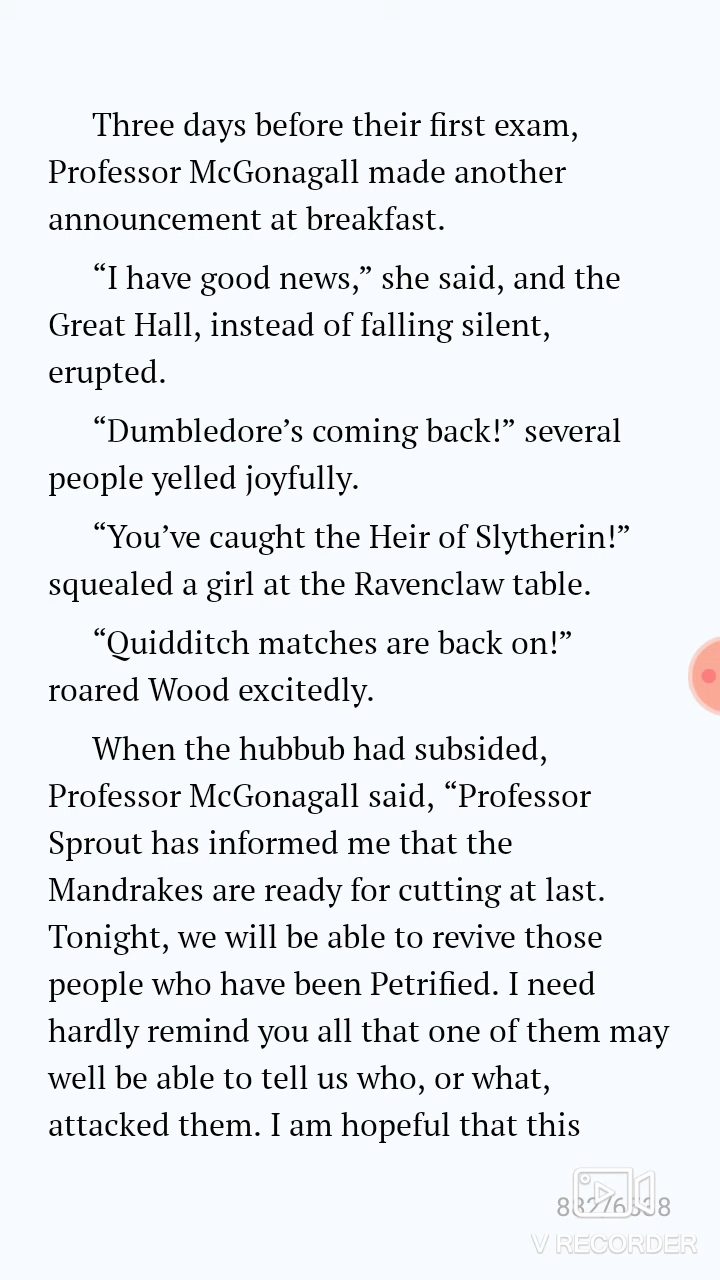 Three days before their first exam,
Professor McGonagall made another
announcement at breakfast.
“I have good news,” she said, and the
Great Hall, instead of falling silent,
erupted.
“Dumbledore’s coming back!” several
people yelled joyfully.
“You’ve caught the Heir of Slytherin!”
squealed a girl at the Ravenclaw table.
“Quidditch matches are back on!”
roared Wood excitedly.
When the hubbub had subsided,
Professor McGonagall said, “Professor
Sprout has informed me that the
Mandrakes are ready for cutting at last.
Tonight, we will be able to revive those
people who have been Petrified. I need
hardly remind you all that one of them may
well be able to tell us who, or what,
attacked them. I am hopeful that this
V RECORDER